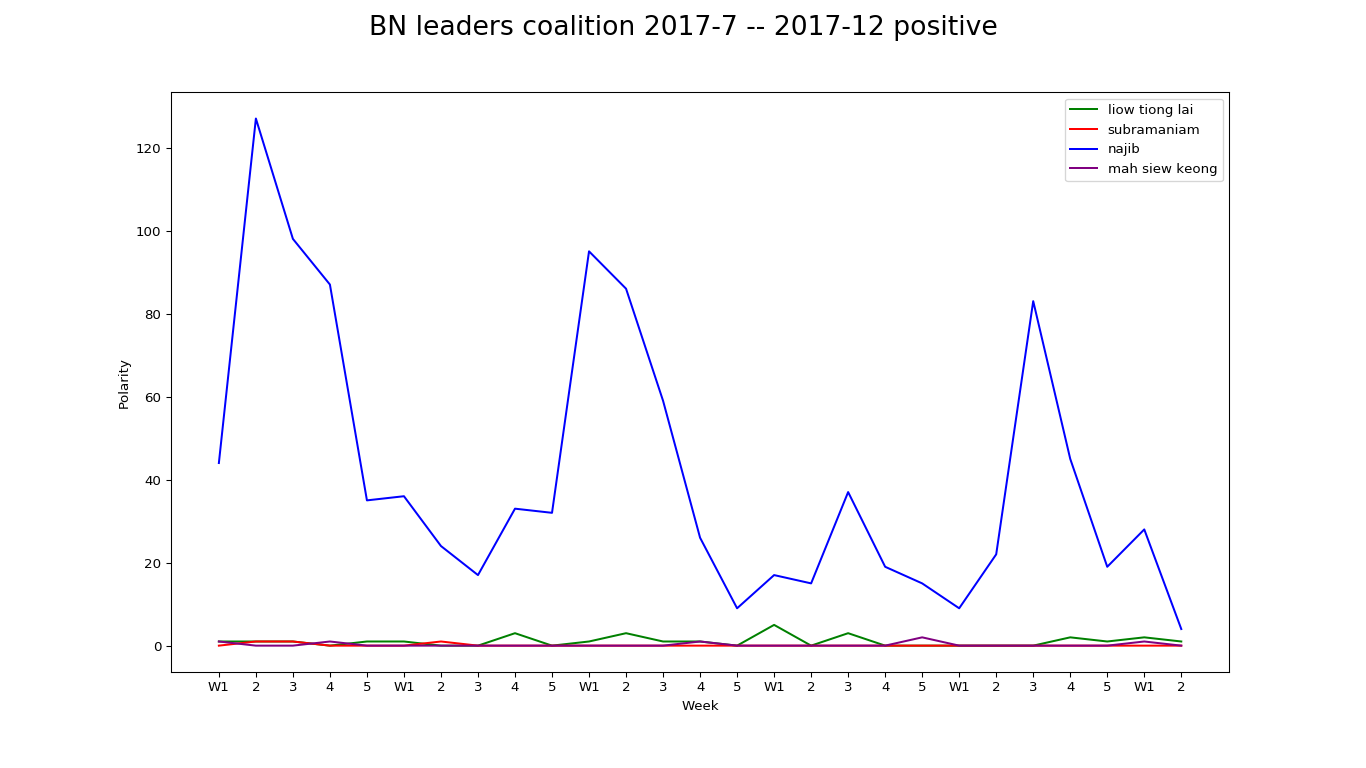 BN leaders coalition 2017-7 -- 2017-12 positive
liow tiong lai
subramaniam
najib
mah siew keong
120
100
80
60
40
20
0
Polarity
W1 2 3 4 5 W1 2 3 4 5 W1 2 3 4 5 W1 2 3 4 5 W1 2 3 4 5 W1 2
Week